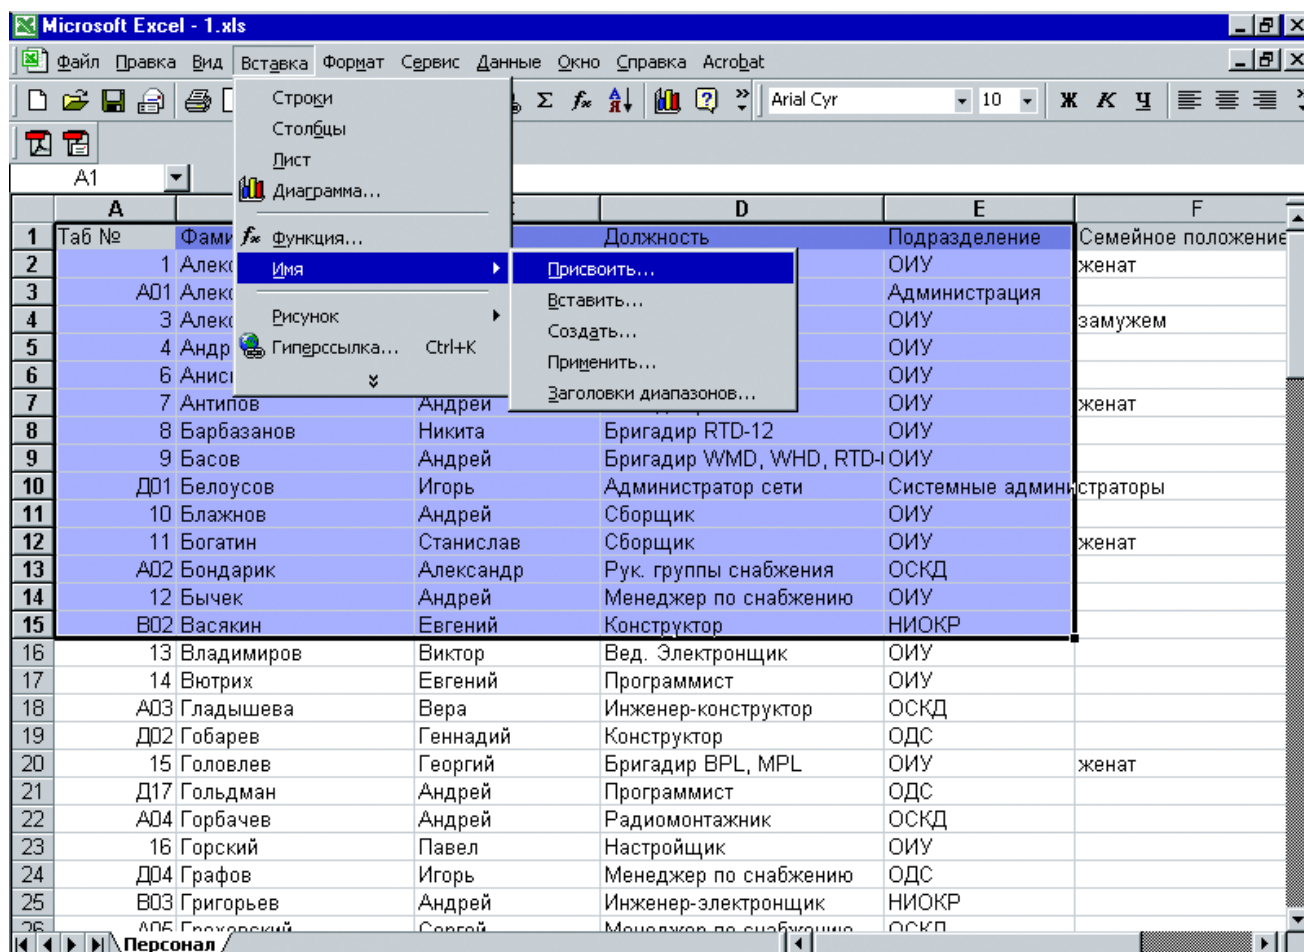 Microsoft Excel - 1.xls
Файл Правка Вид Вставка Формат Сервис Данные Окно Справка Acrobat
Σ fx Arial Cyr 10 Ж К Ч
A1
Строки
Столбцы
Лист
Диаграмма...
fx Функция...
Имя
Рисунок
Гиперссылка... Ctrl+K
Присвоить...
Вставить...
Создать...
Применить...
Заголовки диапазонов...
A D E F
1 Таб № Должность Подразделение Семейное положение
2 1 ОИУ женат
3 А01 Администрация
4 3 ОИУ замужем
5 4 ОИУ
6 6 ОИУ
7 7 Антипов Андрей ОИУ женат
8 8 Барбазанов Никита Бригадир RTD-12 ОИУ
9 9 Басов Андрей Бригадир WMD, WHD, RTD- ОИУ
10 Д01 Белоусов Игорь Администратор сети Системные администраторы
11 10 Блажнов Андрей Сборщик ОИУ
12 11 Богатин Станислав Сборщик ОИУ женат
13 А02 Бондарик Александр Рук. группы снабжения ОСКД
14 12 Бычек Андрей Менеджер по снабжению ОИУ
15 В02 Васякин Евгений Конструктор НИОКР
16 13 Владимиров Виктор Вед. Электронщик ОИУ
17 14 Вютрих Евгений Программист ОИУ
18 А03 Гладышева Вера Инженер-конструктор ОСКД
19 Д02 Гобарев Геннадий Конструктор ОДС
20 15 Головлев Георгий Бригадир BPL, MPL ОИУ женат
21 Д17 Гольдман Андрей Программист ОДС
22 А04 Горбачев Андрей Радиомонтажник ОСКД
23 16 Горский Павел Настройщик ОИУ
24 Д04 Графов Игорь Менеджер по снабжению ОДС
25 В03 Григорьев Андрей Инженер-электронщик НИОКР
Персонал